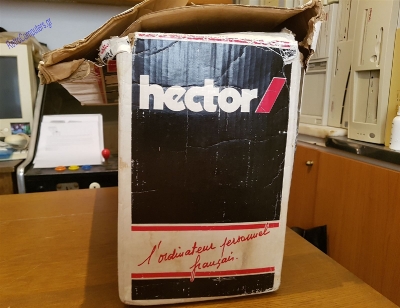 hector/
l'ordinateur personnel
français.